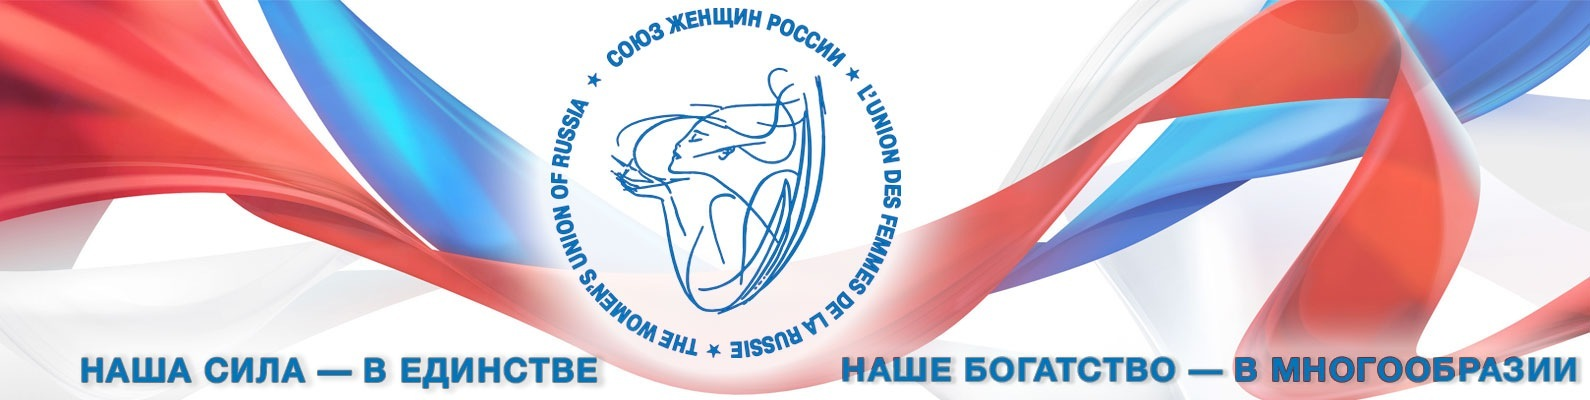 СОЮЗ ЖЕНЩИН РОССИИ ★
L'UNION DES FEMMES DE LA RUSSIE ★
THE WOMEN'S UNION OF RUSSIA ★
НАША СИЛА — В ЕДИНСТВЕ
НАШЕ БОГАТСТВО — В МНОГООБРАЗИИ